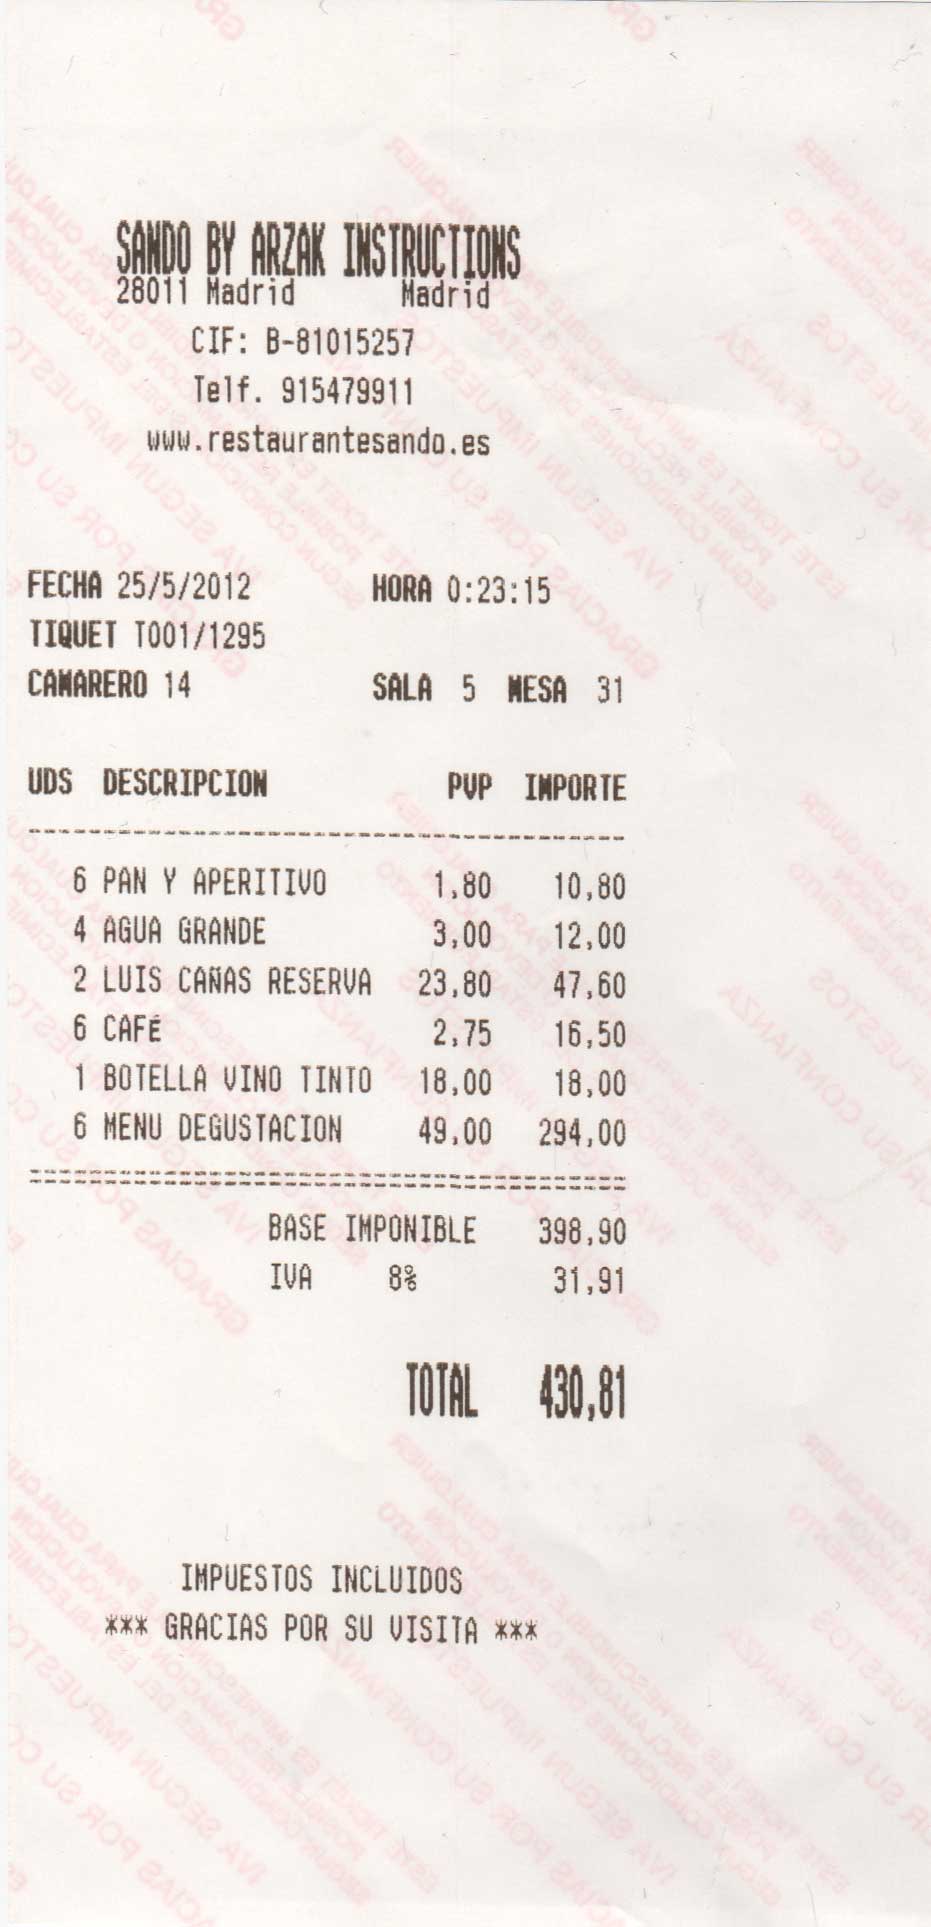 SANDO BY ARZAK INSTRUCTIONS
28011 Madrid Madrid
CIF: B-81015257
Telf. 915479911
www.restaurantesando.es
FECHA 25/5/2012 HORA 0:23:15
TIQUET T001/1295
CAMARERO 14 SALA 5 MESA 31
UDS DESCRIPCION PVP IMPORTE
6 PAN Y APERITIVO 1,80 10,80
4 AGUA GRANDE 3,00 12,00
2 LUIS CAÑAS RESERVA 23,80 47,60
6 CAFÉ 2,75 16,50
1 BOTELLA VINO TINTO 18,00 18,00
6 MENU DEGUSTACION 49,00 294,00
BASE IMPONIBLE 398,90
IVA 8% 31,91
TOTAL 430,81
IMPUESTOS INCLUIDOS
*** GRACIAS POR SU VISITA ***